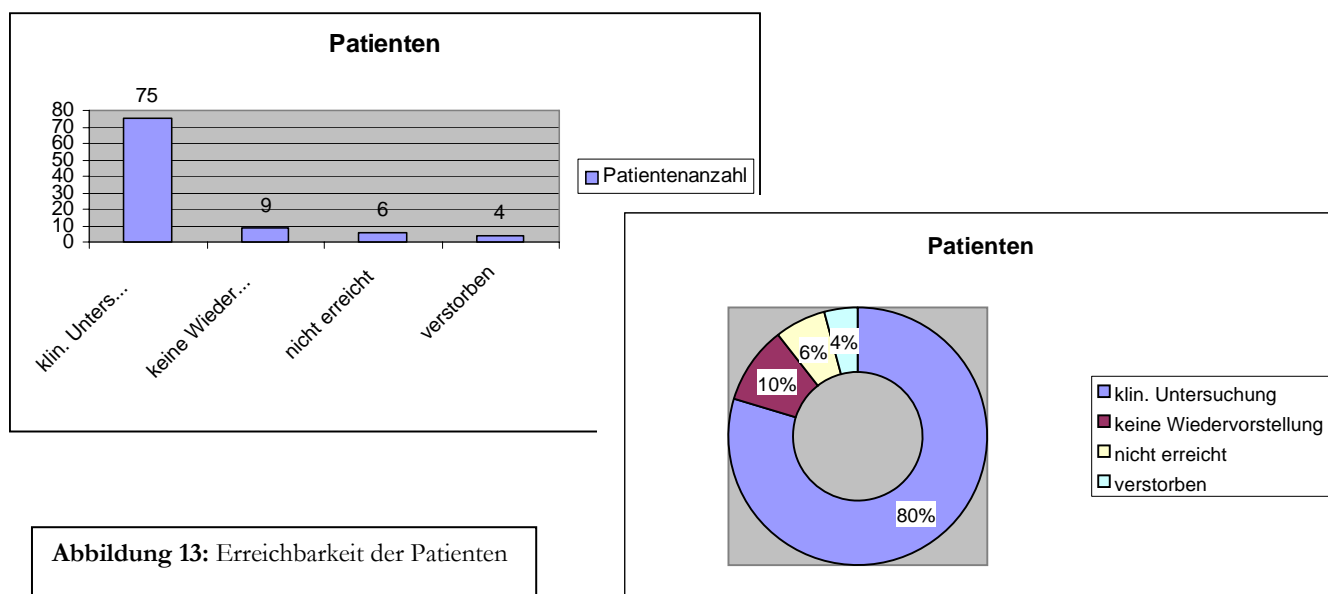 Patienten
75
9
6
4
80
70
60
50
40
30
20
10
0
klin. Unters...
keine Wieder...
nicht erreicht
verstorben
Patientenanzahl
Patienten
4%
6%
10%
80%
klin. Untersuchung
keine Wiedervorstellung
nicht erreicht
verstorben
Abbildung 13: Erreichbarkeit der Patienten